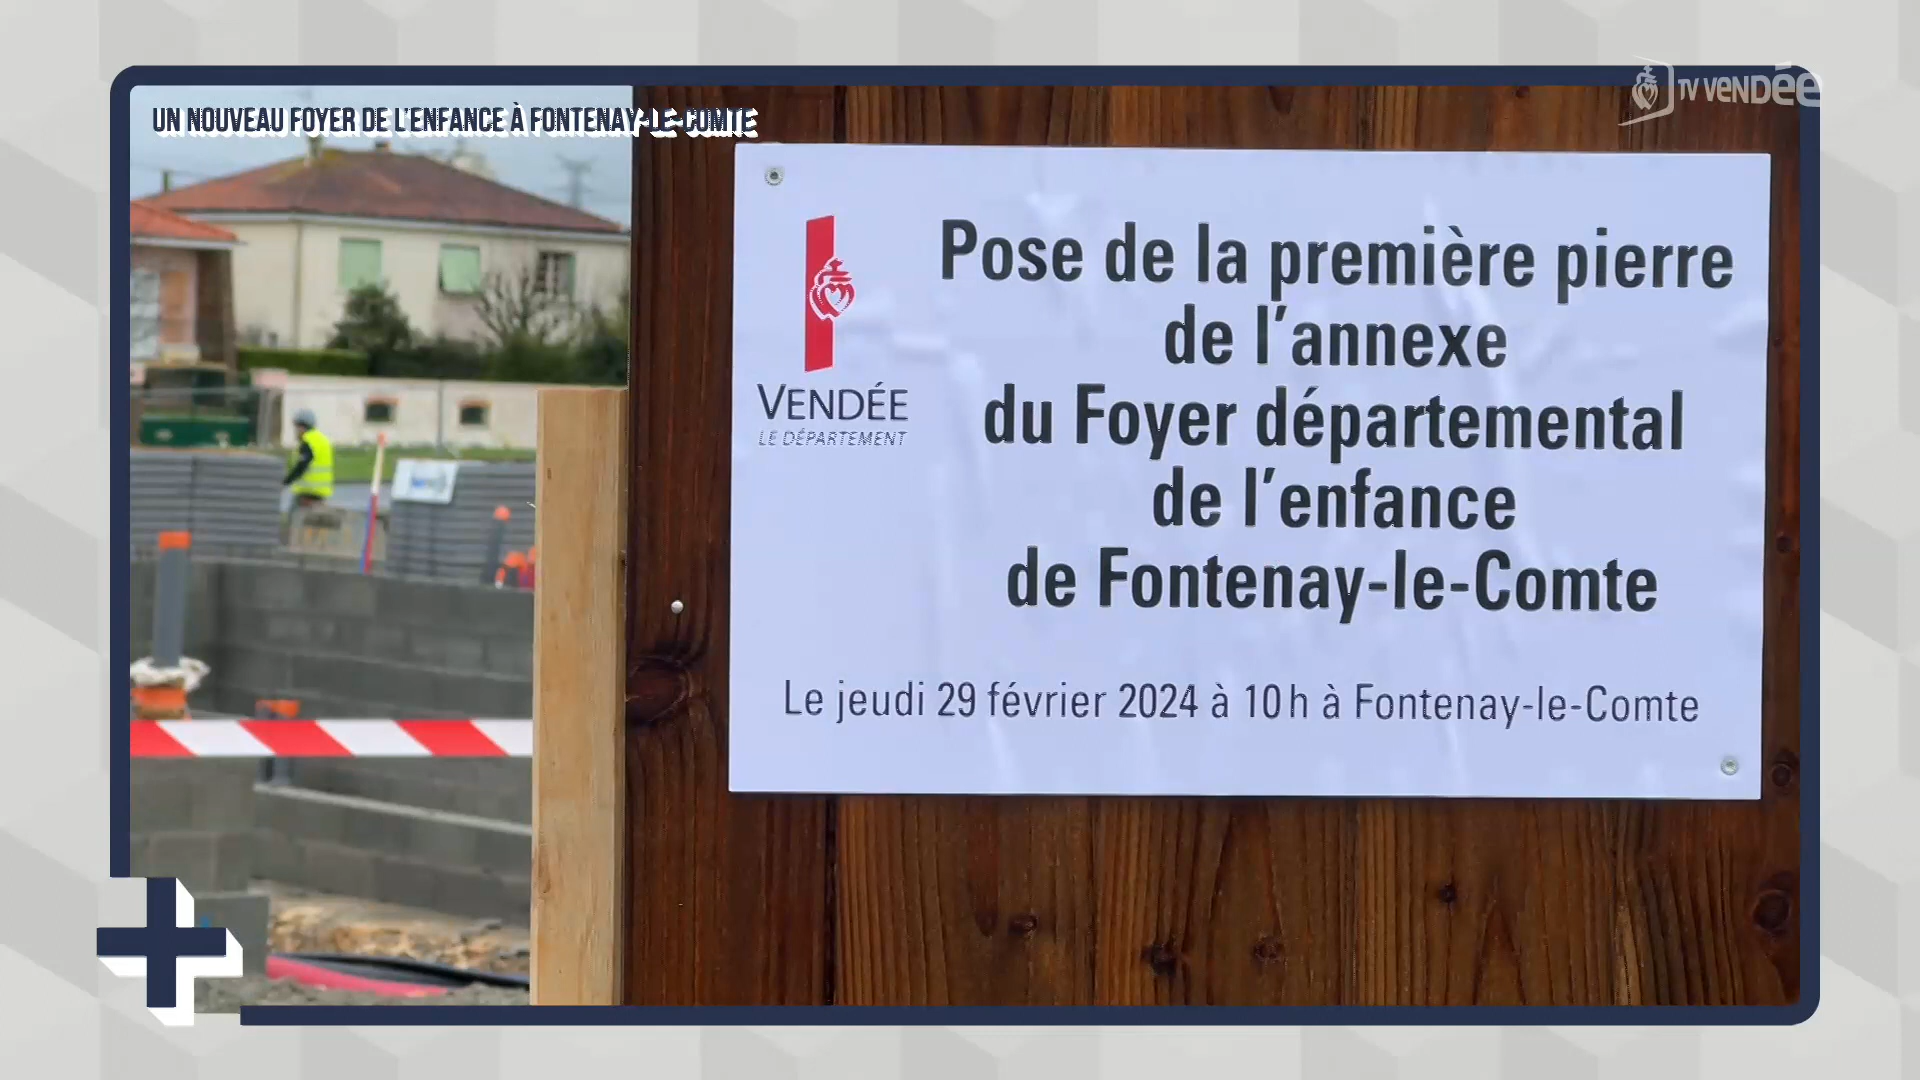 UN NOUVEAU FOYER DE L'ENFANCE À FONTENAY-LE-COMTE
TV VENDÉE
Pose de la première pierre
de l'annexe
du Foyer départemental
de l'enfance
de Fontenay-le-Comte
VENDÉE
LE DÉPARTEMENT
Le jeudi 29 février 2024 à 10h à Fontenay-le-Comte